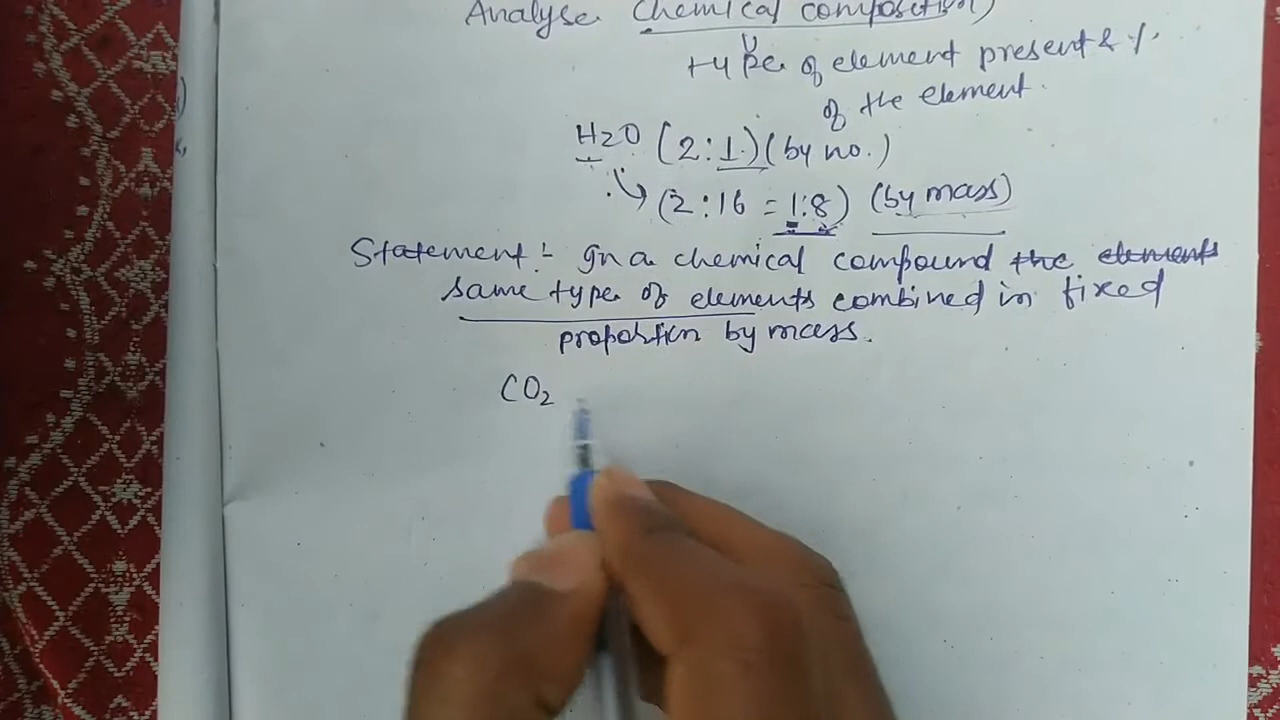 Analyse Chemical composition)
type of element present & %
of the element.
H2O (2:1.) (by no.)
(2:16 = 1:8) (by mass)
Statement:- In a chemical compound the elements
same type of elements combined in fixed
proportion by mass.
CO2